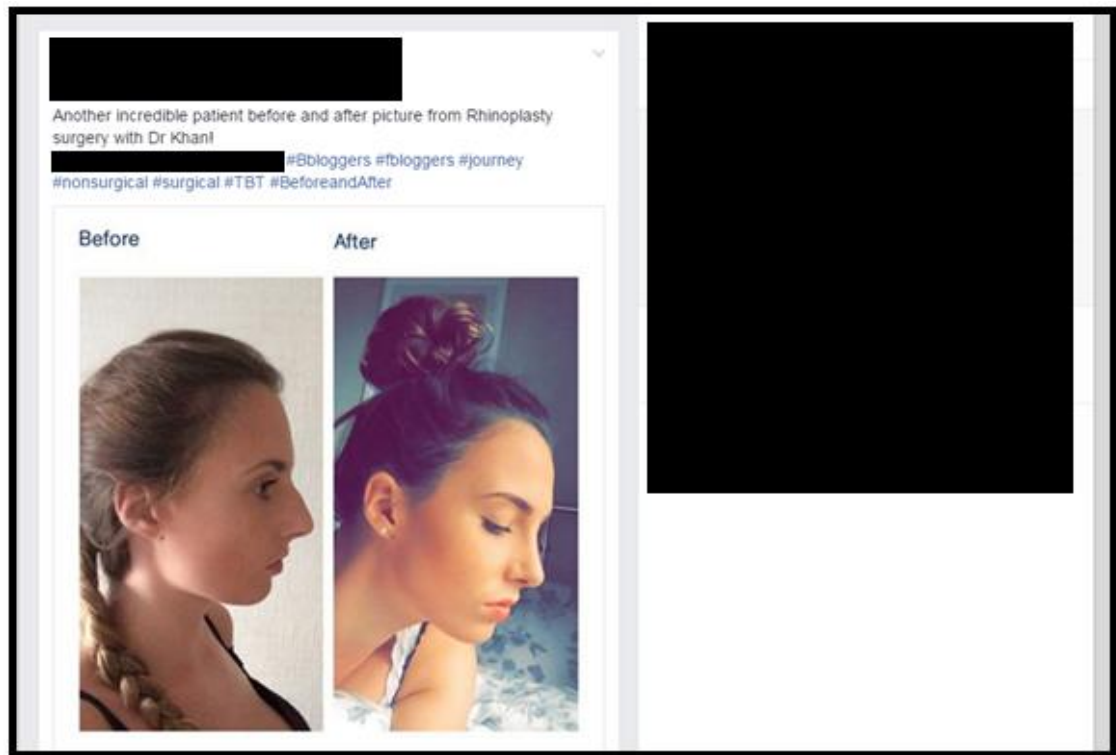 Another incredible patient before and after picture from Rhinoplasty
surgery with Dr Khan!
#Bbloggers #fbloggers #journey
#nonsurgical #surgical #TBT #BeforeandAfter
Before
After